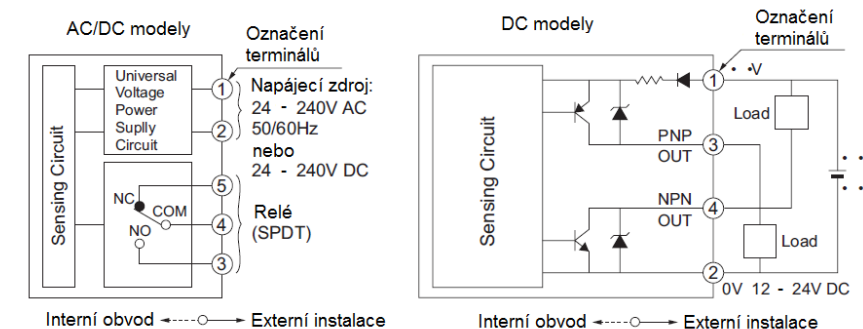 AC/DC modely
Označení
terminálů
Universal
Voltage
Power
Suplly
Circuit
Sensing Circuit
1
2
Napájecí zdroj:
24 - 240V AC
50/60Hz
nebo
24 - 240V DC
NC
COM
NO
5
4
3
Relé
(SPDT)
Interní obvod
Externí instalace
DC modely
Označení
terminálů
Sensing Circuit
1
V
Load
PNP
OUT
3
NPN
OUT
4
Load
2
0V 12 - 24V DC
Interní obvod
Externí instalace